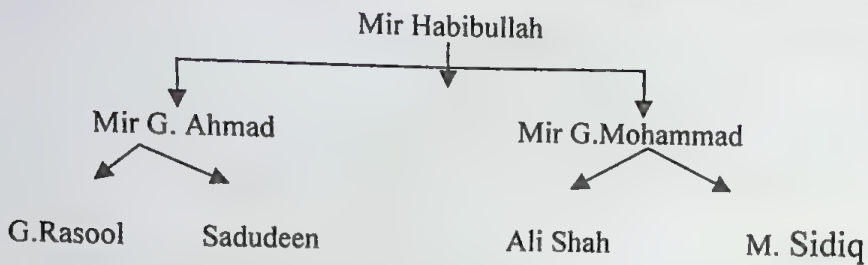 Mir Habibullah
Mir G. Ahmad Mir G.Mohammad
G.Rasool Sadudeen Ali Shah M. Sidiq